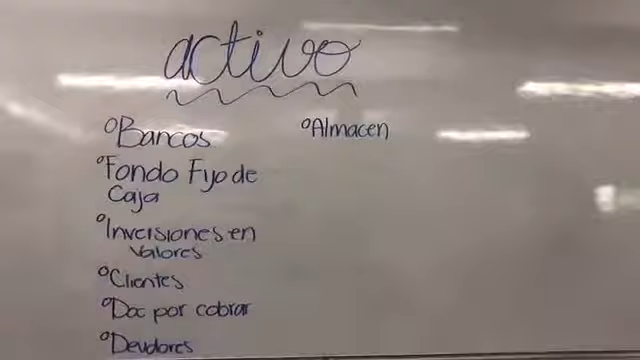 activo
°Bancos
°Fondo Fijo de
Caja
°Inversiones en
Valores
°Clientes
°Doc por cobrar
°Deudores
°Almacen